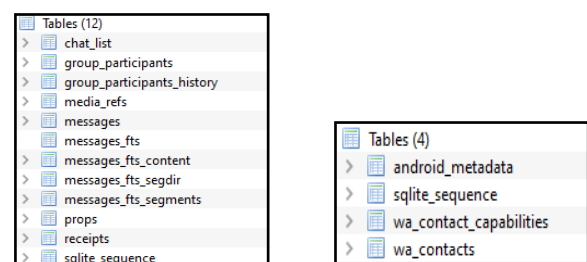 Tables (12)
chat_list
group_participants
group_participants_history
media_refs
messages
messages_fts
messages_fts_content
messages_fts_segdir
messages_fts_segments
props
receipts
sqlite_sequence
Tables (4)
android_metadata
sqlite_sequence
wa_contact_capabilities
wa_contacts